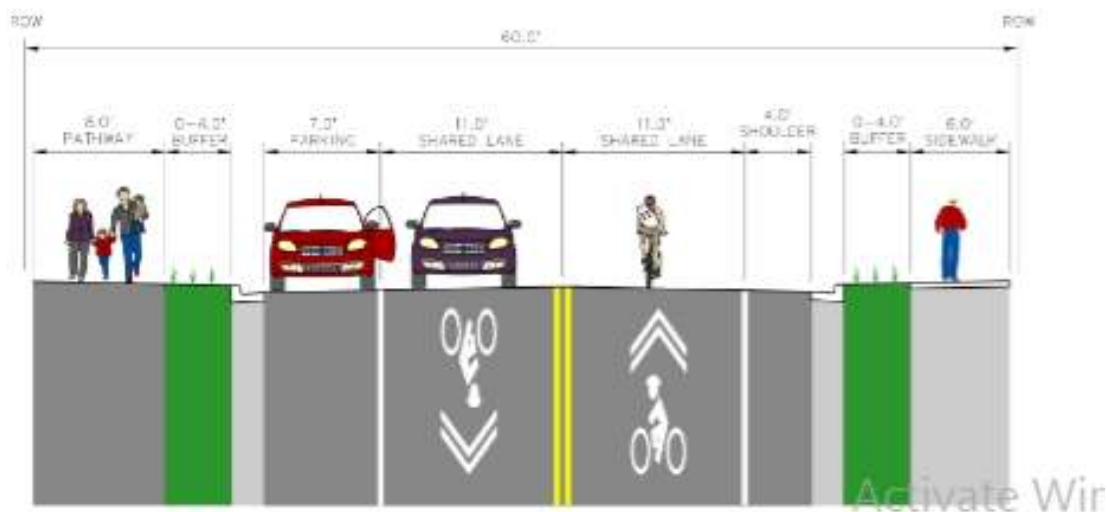 ROW
ROW
60.0'
8.0'
PATHWAY
0-4.0'
BUFFER
7.0'
PARKING
11.0'
SHARED LANE
11.0'
SHARED LANE
4.0'
SHOULDER
0-4.0'
BUFFER
6.0'
SIDEWALK
Activate Wir